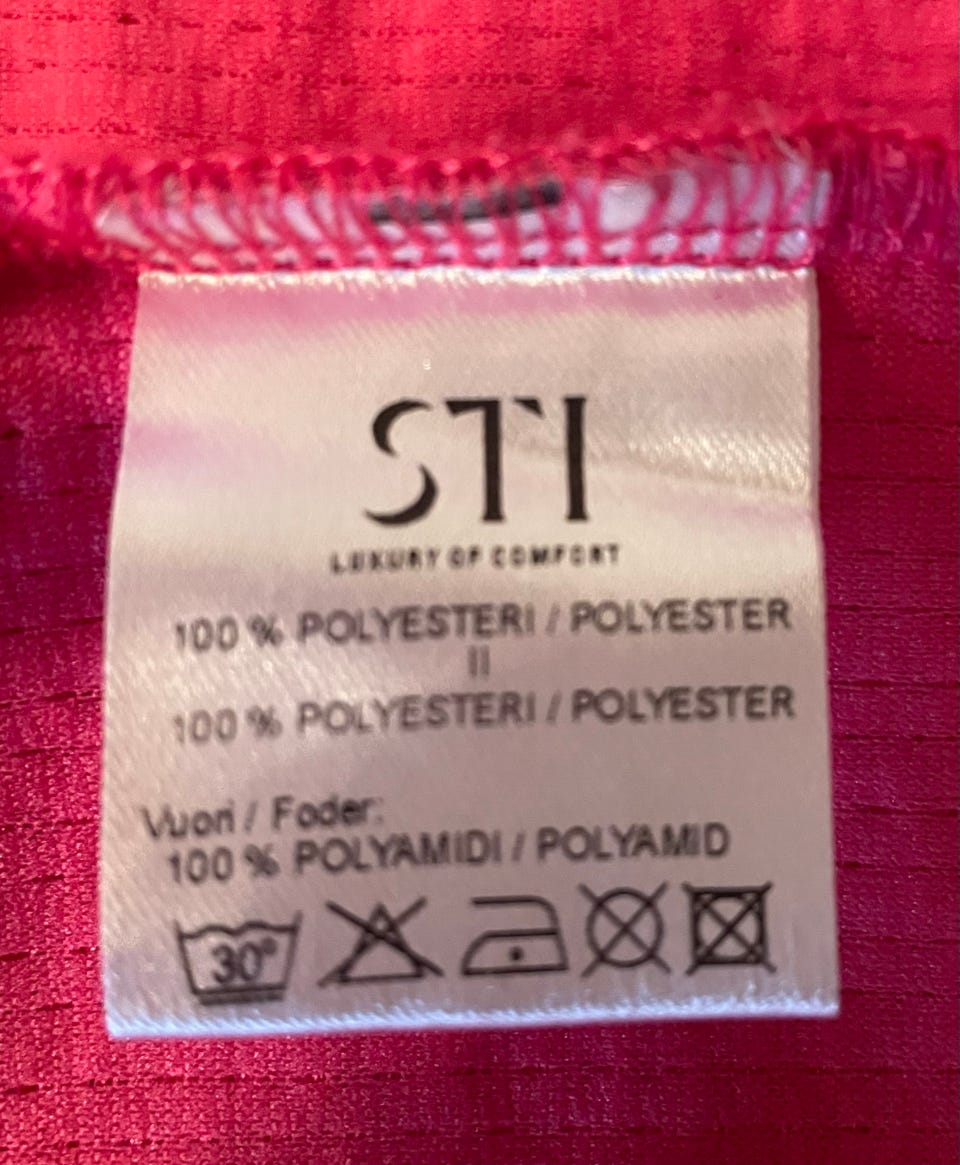 STI
LUXURY OF COMFORT
100 % POLYESTERI / POLYESTER
II
100 % POLYESTERI / POLYESTER
Vuori / Foder:
100 % POLYAMIDI / POLYAMID
30°